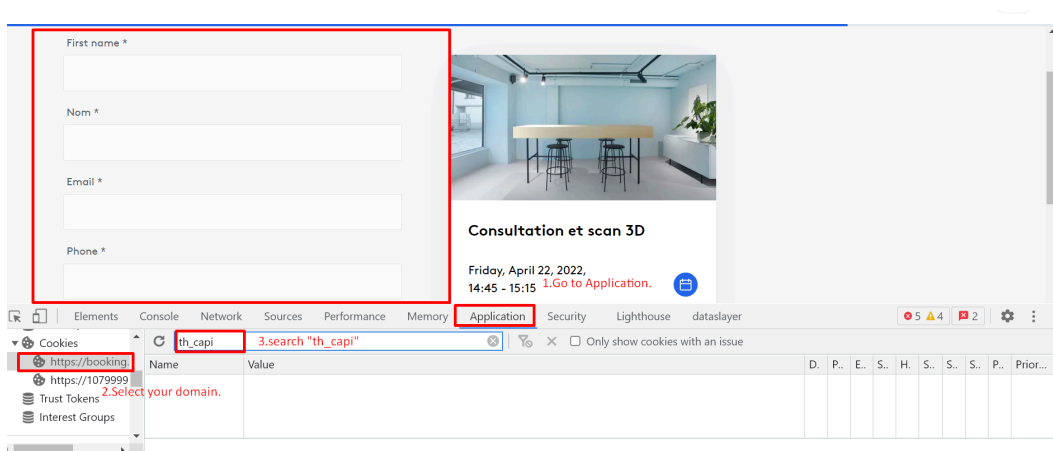 First name *
Nom *
Email *
Phone *
Consultation et scan 3D
Friday, April 22, 2022,
14:45 - 15:15
1.Go to Application.
Elements Console Network Sources Performance Memory Application Security Lighthouse dataslayer 5 4 2
Cookies
th_capi
3.search "th_capi"
Only show cookies with an issue
https://booking.
Name Value D. P.. E.. S.. H. S.. S.. S.. P.. Prior...
https://1079999
2.Select your domain.
Trust Tokens
Interest Groups